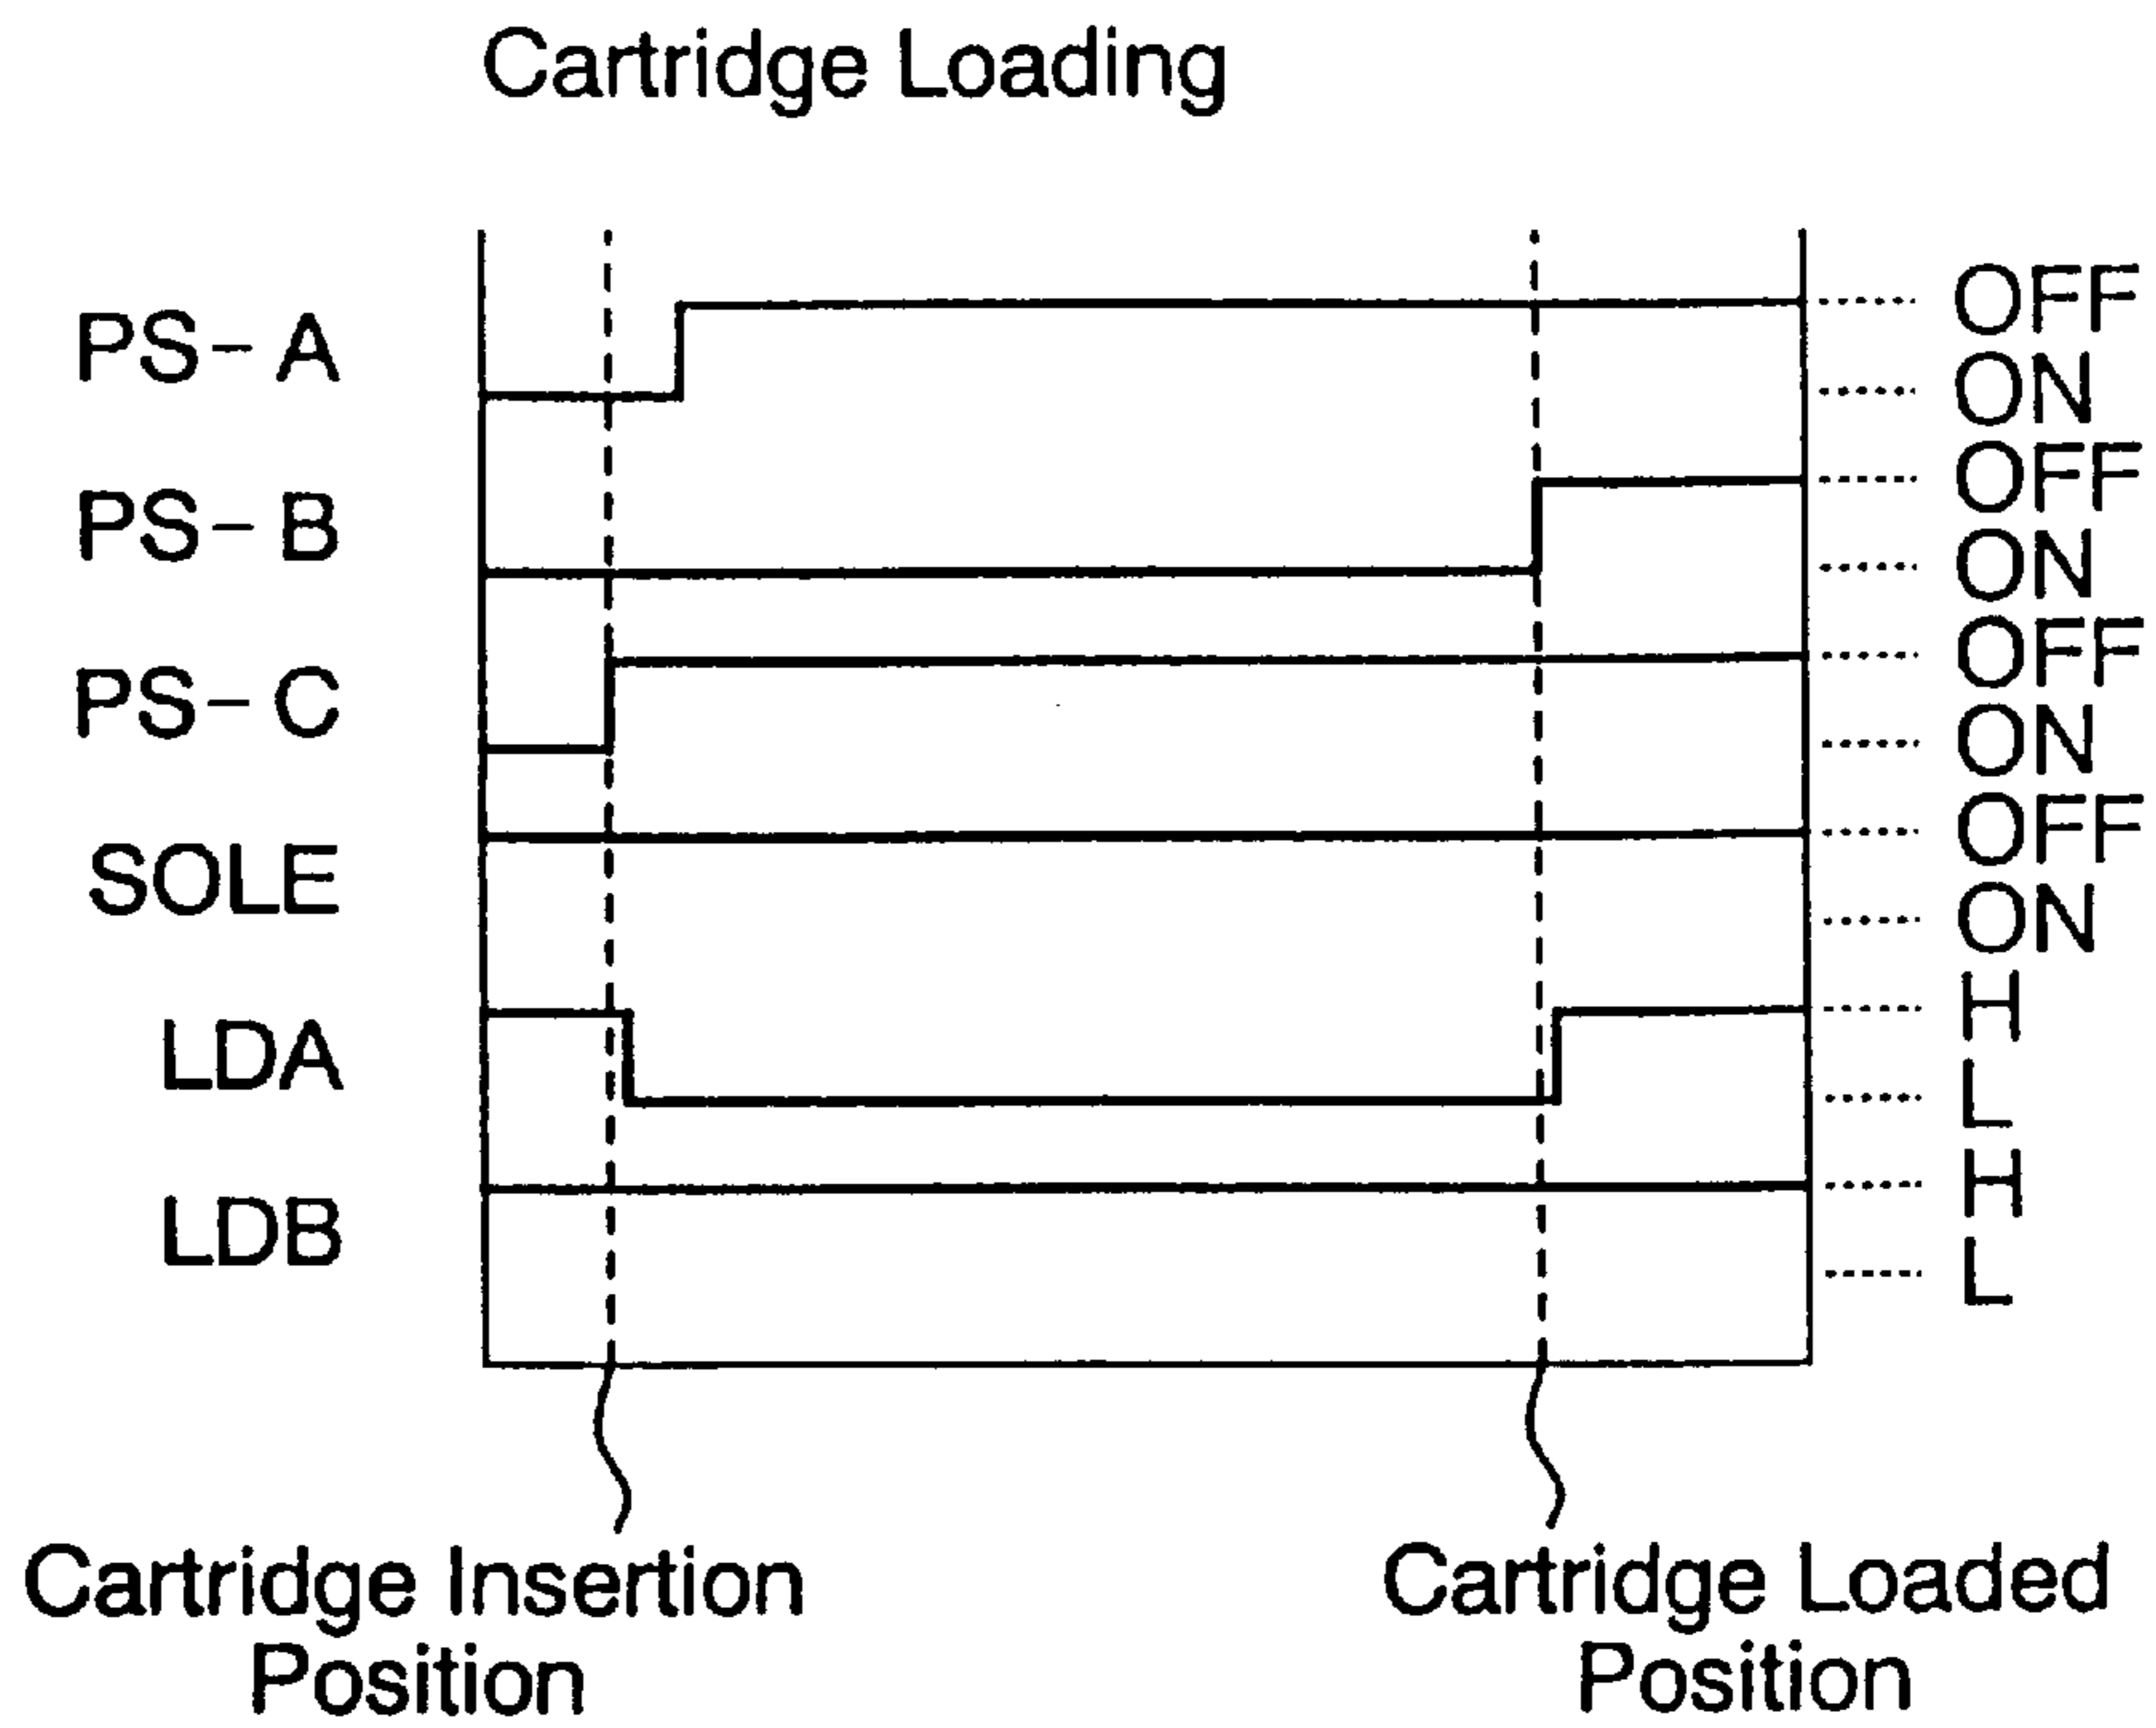 Cartridge Loading
PS-A
OFF
ON
PS-B
OFF
ON
PS-C
OFF
ON
SOLE
OFF
ON
LDA
H
L
LDB
H
L
Cartridge Insertion
Position
Cartridge Loaded
Position